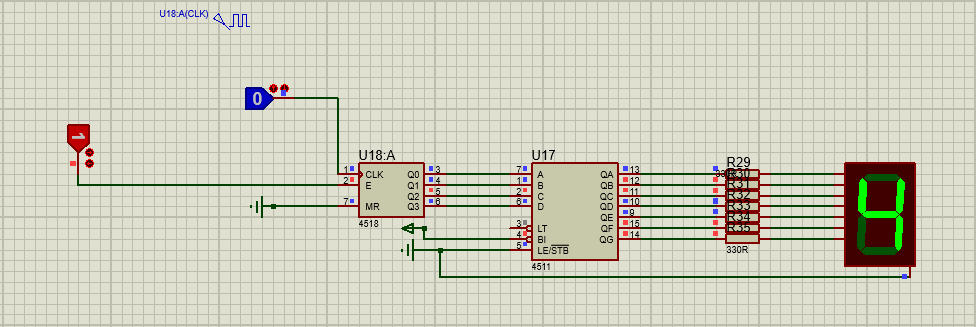 U18:A(CLK)
0
1
U18:A
1 CLK Q0 3
2 E Q1 4
Q2 5
Q3 6
7 MR
4518
U17
7 A QA 13
1 B QB 12
2 C QC 11
6 D QD 10
QE 9
3 LT QF 15
4 BI QG 14
5 LE/STB
4511
R29
R30
R31
R32
R33
R34
R35
330R
4